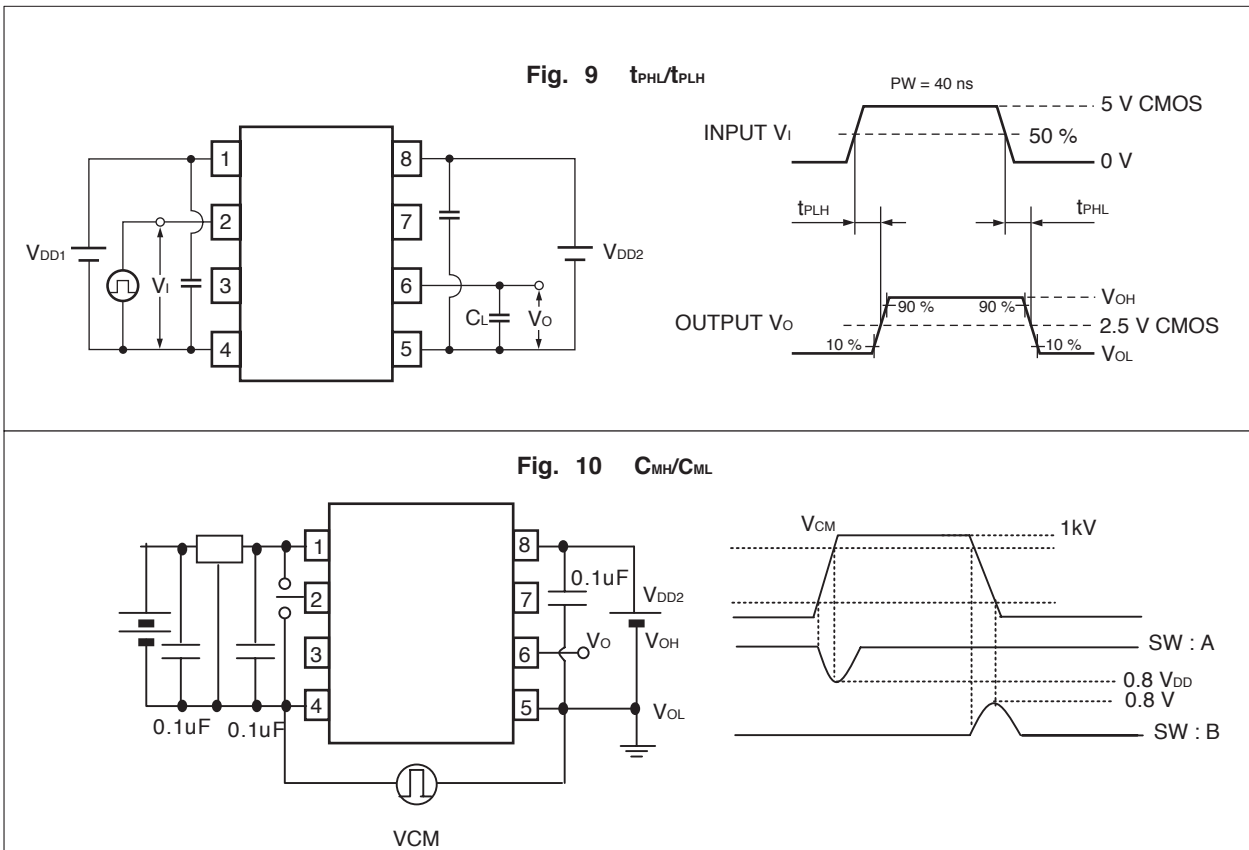 Fig. 9 tPHL/tPLH
PW = 40 ns
5 V CMOS
INPUT VI
50 %
0 V
tPLH
tPHL
VOH
90 %
90 %
OUTPUT VO
2.5 V CMOS
10 %
10 %
VOL
1
8
2
7
VDD1
VI
VDD2
3
6
CL
VO
4
5
Fig. 10 CMH/CML
1
8
0.1uF
2
7
VDD2
3
6
VO
VOH
4
5
VOL
0.1uF
0.1uF
VCM
VCM
1kV
SW : A
0.8 VDD
0.8 V
SW : B